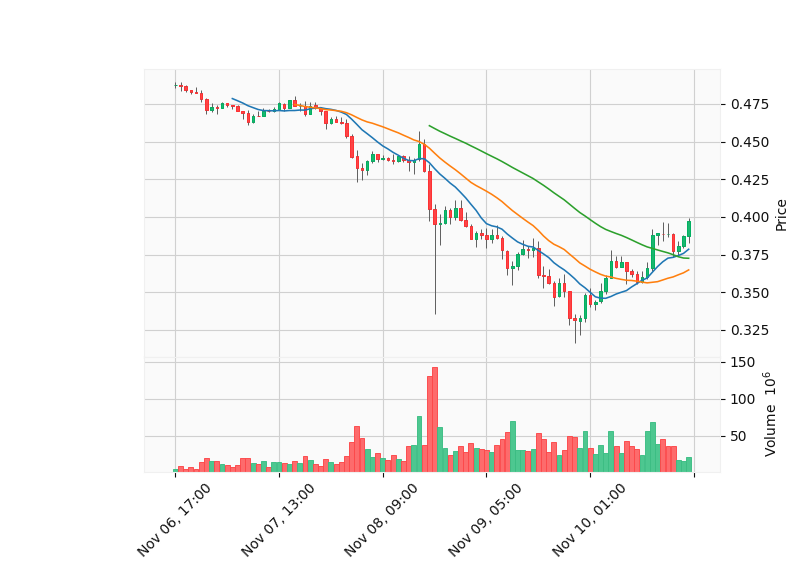 0.475
0.450
0.425
0.400
0.375
0.350
0.325
Price
150
100
50
Volume 10^6
Nov 06, 17:00
Nov 07, 13:00
Nov 08, 09:00
Nov 09, 05:00
Nov 10, 01:00